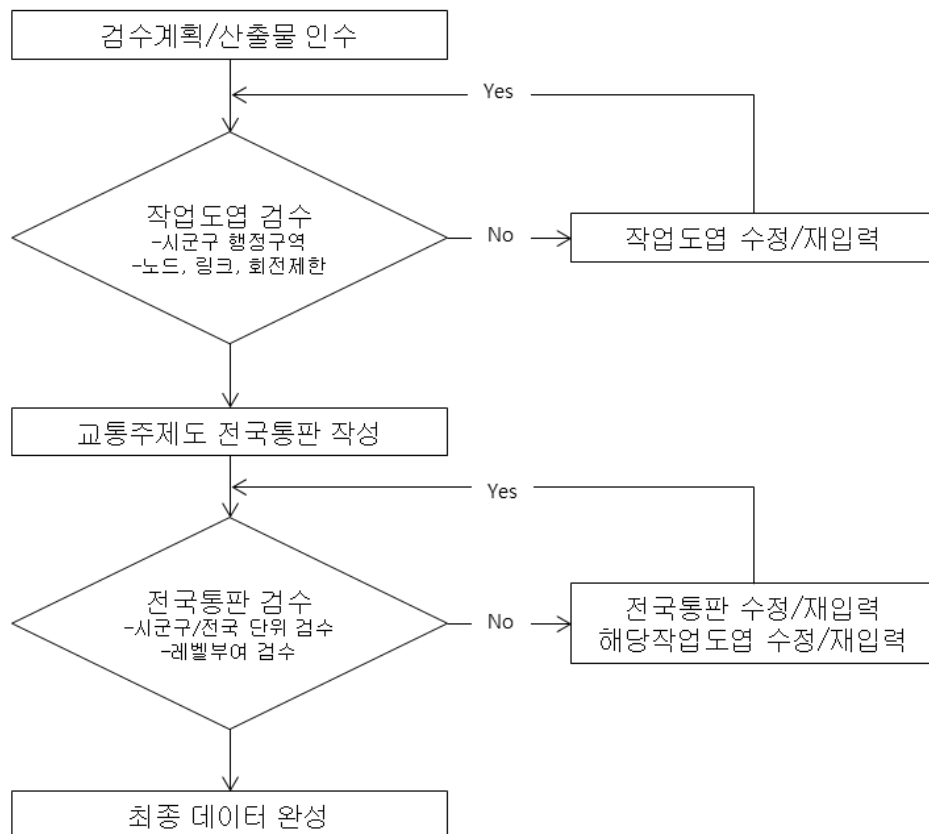 검수계획/산출물 인수
Yes
작업도엽 검수
-시군구 행정구역
-노드, 링크, 회전제한
No
작업도엽 수정/재입력
교통주제도 전국통판 작성
Yes
전국통판 검수
-시군구/전국 단위 검수
-레벨부여 검수
No
전국통판 수정/재입력
해당작업도엽 수정/재입력
최종 데이터 완성